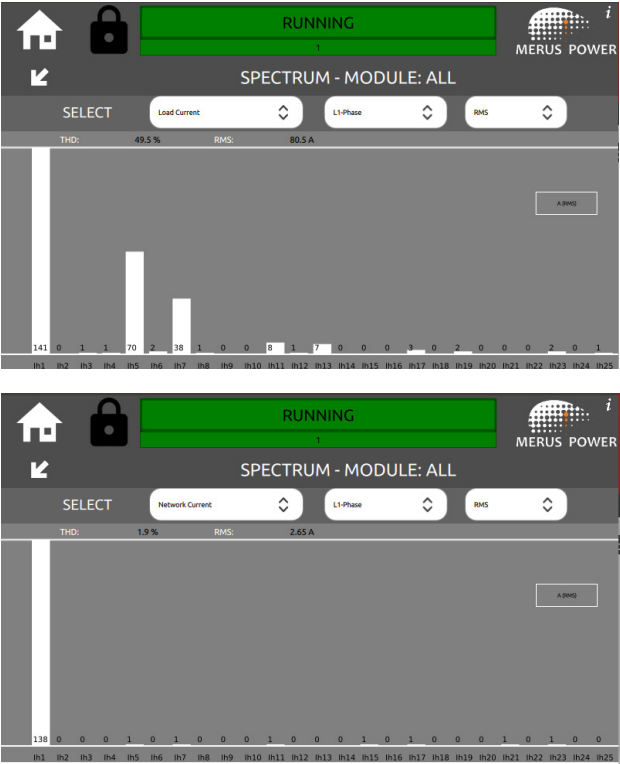 RUNNING
i
1
MERUS POWER
SPECTRUM - MODULE: ALL
SELECT Load Current L1-Phase RMS
THD: 49.5 % RMS: 80.5 A
A (RMS)
141 0 1 1 70 2 38 1 0 0 8 1 7 0 0 0 3 0 2 0 0 0 2 0 1
Ih1 Ih2 Ih3 Ih4 Ih5 Ih6 Ih7 Ih8 Ih9 Ih10 Ih11 Ih12 Ih13 Ih14 Ih15 Ih16 Ih17 Ih18 Ih19 Ih20 Ih21 Ih22 Ih23 Ih24 Ih25
RUNNING
i
1
MERUS POWER
SPECTRUM - MODULE: ALL
SELECT Network Current L1-Phase RMS
THD: 1.9 % RMS: 2.65 A
A (RMS)
138 0 0 0 1 0 1 0 0 0 1 0 0 0 1 0 1 0 0 0 1 0 1 0 0
Ih1 Ih2 Ih3 Ih4 Ih5 Ih6 Ih7 Ih8 Ih9 Ih10 Ih11 Ih12 Ih13 Ih14 Ih15 Ih16 Ih17 Ih18 Ih19 Ih20 Ih21 Ih22 Ih23 Ih24 Ih25